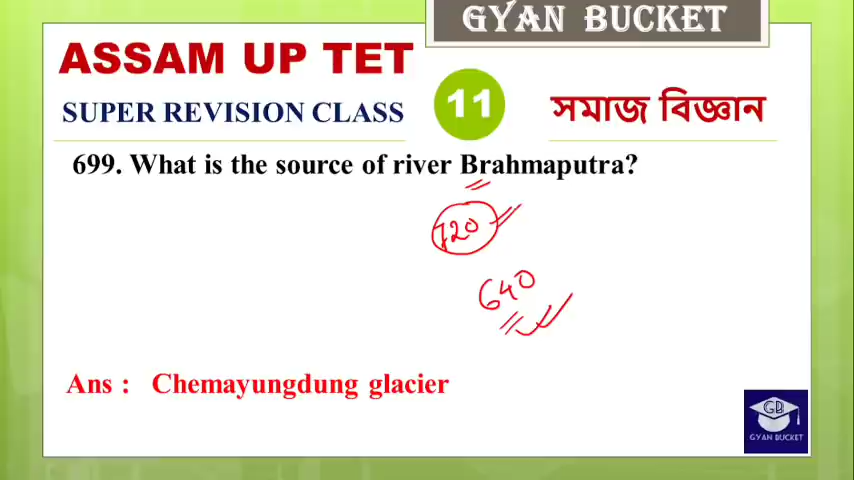 GYAN BUCKET
ASSAM UP TET
SUPER REVISION CLASS
11
সমাজ বিজ্ঞান
699. What is the source of river Brahmaputra?
720
640
Ans : Chemayungdung glacier
GB
GYAN BUCKET